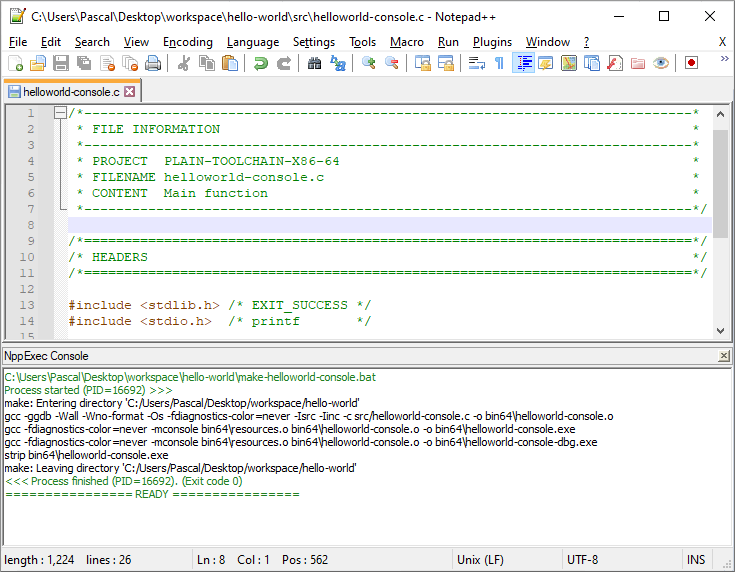 C:\Users\Pascal\Desktop\workspace\hello-world\src\helloworld-console.c - Notepad++
File Edit Search View Encoding Language Settings Tools Macro Run Plugins Window ? X
helloworld-console.c
1 /*---------------------------------------------------------------------------*
2 * FILE INFORMATION *
3 *---------------------------------------------------------------------------*
4 * PROJECT PLAIN-TOOLCHAIN-X86-64 *
5 * FILENAME helloworld-console.c *
6 * CONTENT Main function *
7 *---------------------------------------------------------------------------*/
8
9 /*===========================================================================*/
10 /* HEADERS */
11 /*===========================================================================*/
12
13 #include <stdlib.h> /* EXIT_SUCCESS */
14 #include <stdio.h> /* printf */
15
NppExec Console
C:\Users\Pascal\Desktop\workspace\hello-world\make-helloworld-console.bat
Process started (PID=16692) >>>
make: Entering directory 'C:/Users/Pascal/Desktop/workspace/hello-world'
gcc -ggdb -Wall -Wno-format -Os -fdiagnostics-color=never -Isrc -Iinc -c src/helloworld-console.c -o bin64\helloworld-console.o
gcc -fdiagnostics-color=never -mconsole bin64\resources.o bin64\helloworld-console.o -o bin64\helloworld-console.exe
gcc -fdiagnostics-color=never -mconsole bin64\resources.o bin64\helloworld-console.o -o bin64\helloworld-console-dbg.exe
strip bin64\helloworld-console.exe
make: Leaving directory 'C:/Users/Pascal/Desktop/workspace/hello-world'
<<< Process finished (PID=16692). (Exit code 0)
================ READY ================
length : 1,224 lines : 26 Ln : 8 Col : 1 Pos : 562 Unix (LF) UTF-8 INS